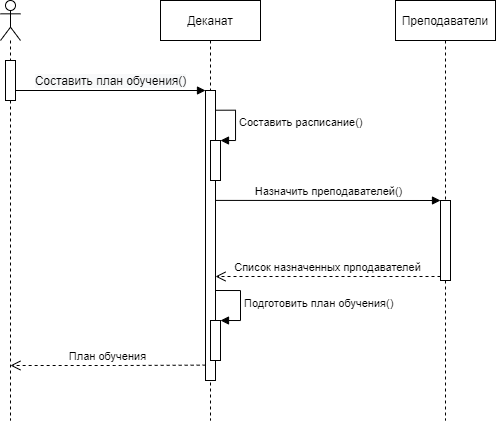 Деканат
Преподаватели
Составить план обучения()
Составить расписание()
Назначить преподавателей()
Список назначенных прподавателей
Подготовить план обучения()
План обучения